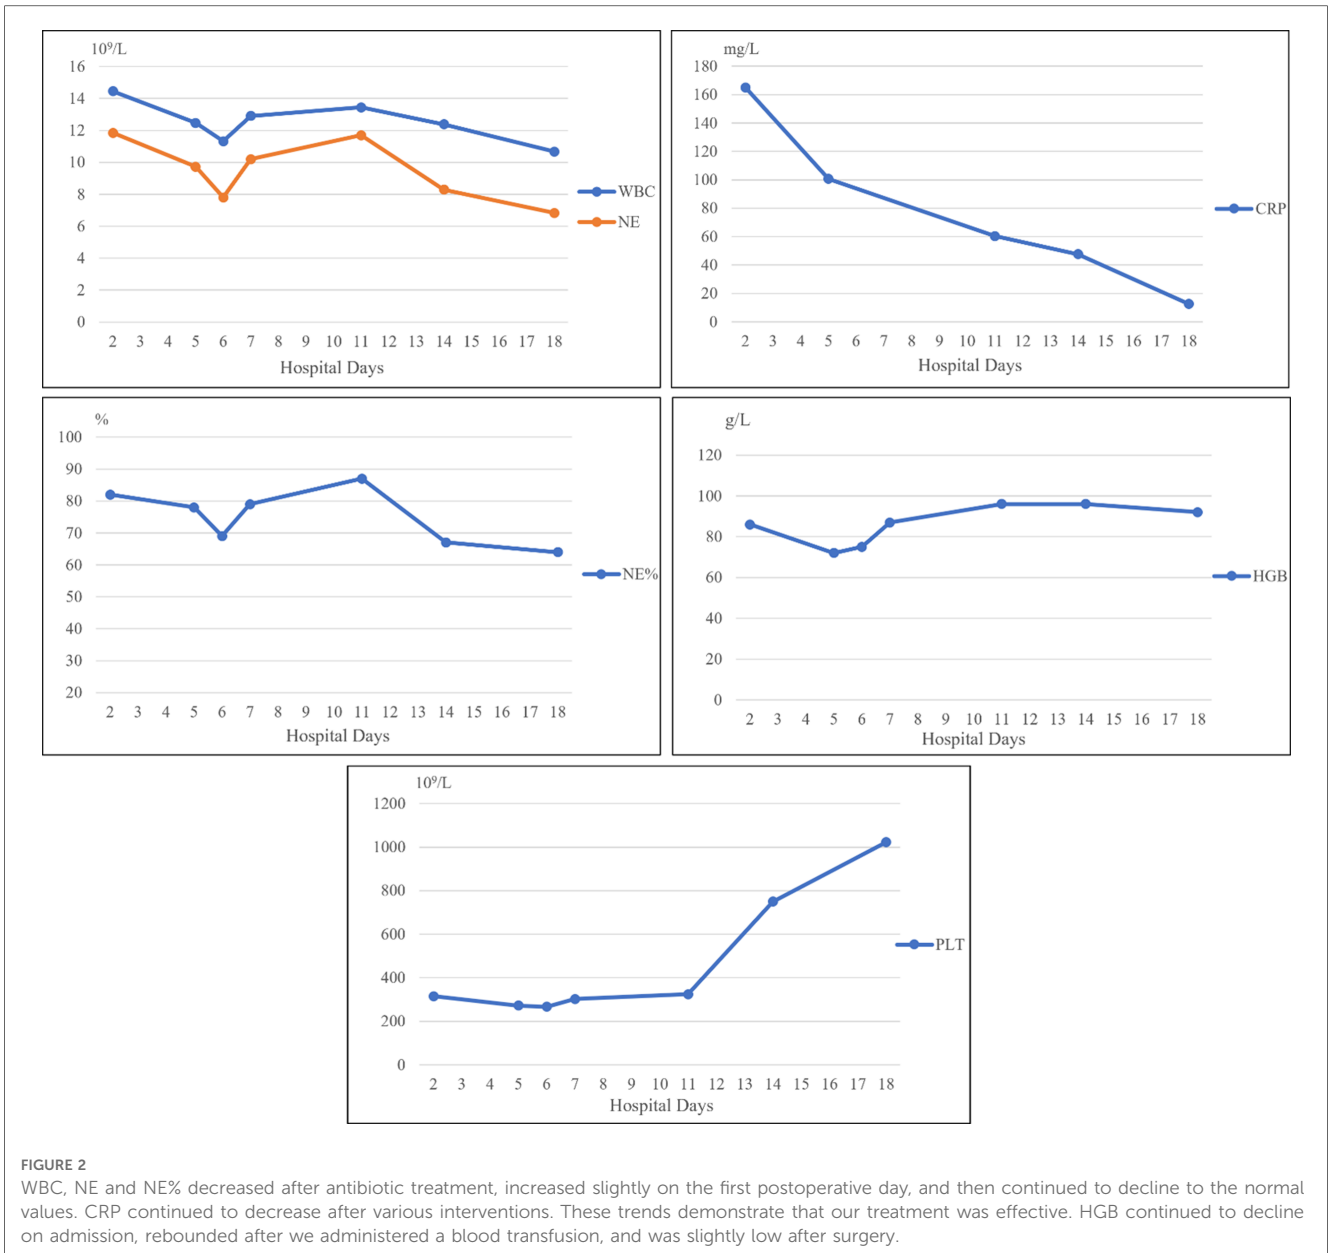 10⁹/L
16
14
12
10
8
6
4
2
0
2 3 4 5 6 7 8 9 10 11 12 13 14 15 16 17 18
Hospital Days
WBC
NE
mg/L
180
160
140
120
100
80
60
40
20
0
2 3 4 5 6 7 8 9 10 11 12 13 14 15 16 17 18
Hospital Days
CRP
%
100
90
80
70
60
50
40
30
20
2 3 4 5 6 7 8 9 10 11 12 13 14 15 16 17 18
Hospital Days
NE%
g/L
120
100
80
60
40
20
0
2 3 4 5 6 7 8 9 10 11 12 13 14 15 16 17 18
Hospital Days
HGB
10⁹/L
1200
1000
800
600
400
200
0
2 3 4 5 6 7 8 9 10 11 12 13 14 15 16 17 18
Hospital Days
PLT
FIGURE 2
WBC, NE and NE% decreased after antibiotic treatment, increased slightly on the first postoperative day, and then continued to decline to the normal
values. CRP continued to decrease after various interventions. These trends demonstrate that our treatment was effective. HGB continued to decline
on admission, rebounded after we administered a blood transfusion, and was slightly low after surgery.